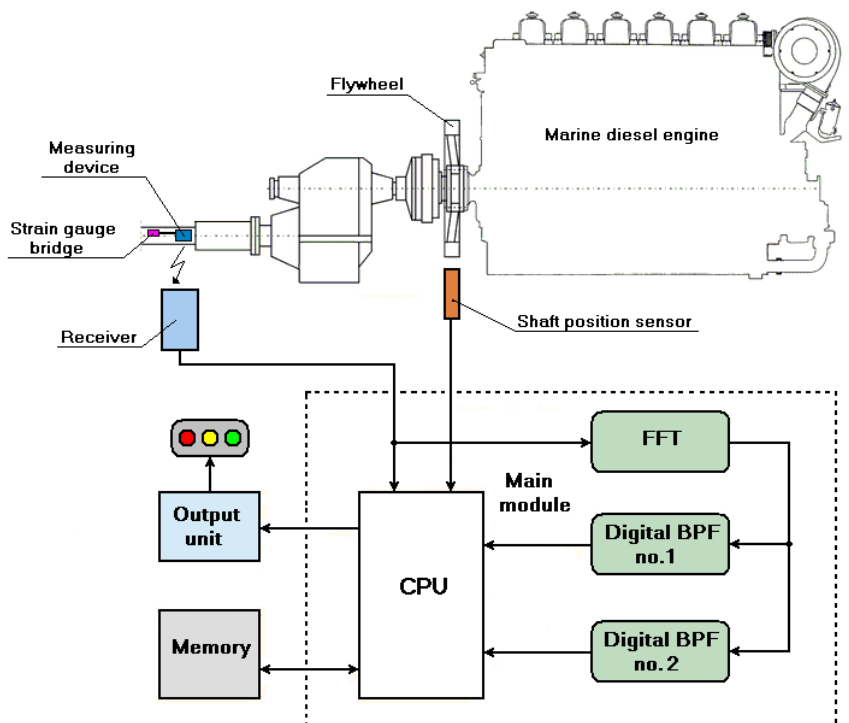 Flywheel
Marine diesel engine
Measuring
device
Strain gauge
bridge
Receiver
Shaft position sensor
FFT
Main
module
Output
unit
CPU
Digital BPF
no.1
Memory
Digital BPF
no.2